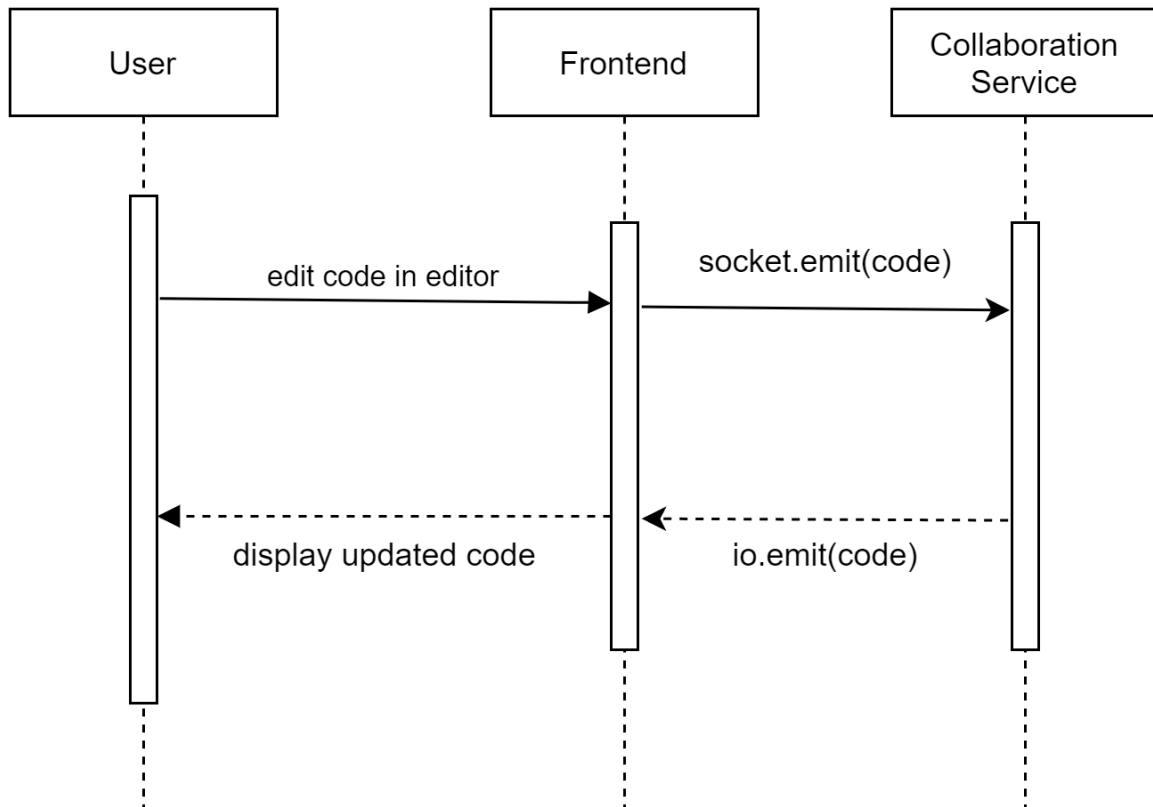 User
Frontend
Collaboration
Service
edit code in editor
socket.emit(code)
display updated code
io.emit(code)